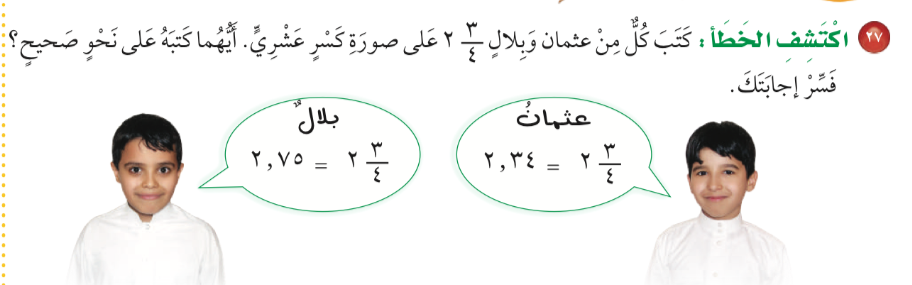 ٢٧ اكْتَشِفِ الخَطَأَ : كَتَبَ كُلٌّ مِنْ عثمان وَبِلالٍ ٢ ٣/٤ عَلى صورَةِ كَسْرٍ عَشْرِيٍّ. أَيُّهُما كَتَبَهُ عَلى نَحْوٍ صَحيحٍ؟
فَسِّرْ إجابَتَكَ.
عثمانُ
٢ ٣/٤ = ٢,٣٤
بلالٌ
٢ ٣/٤ = ٢,٧٥